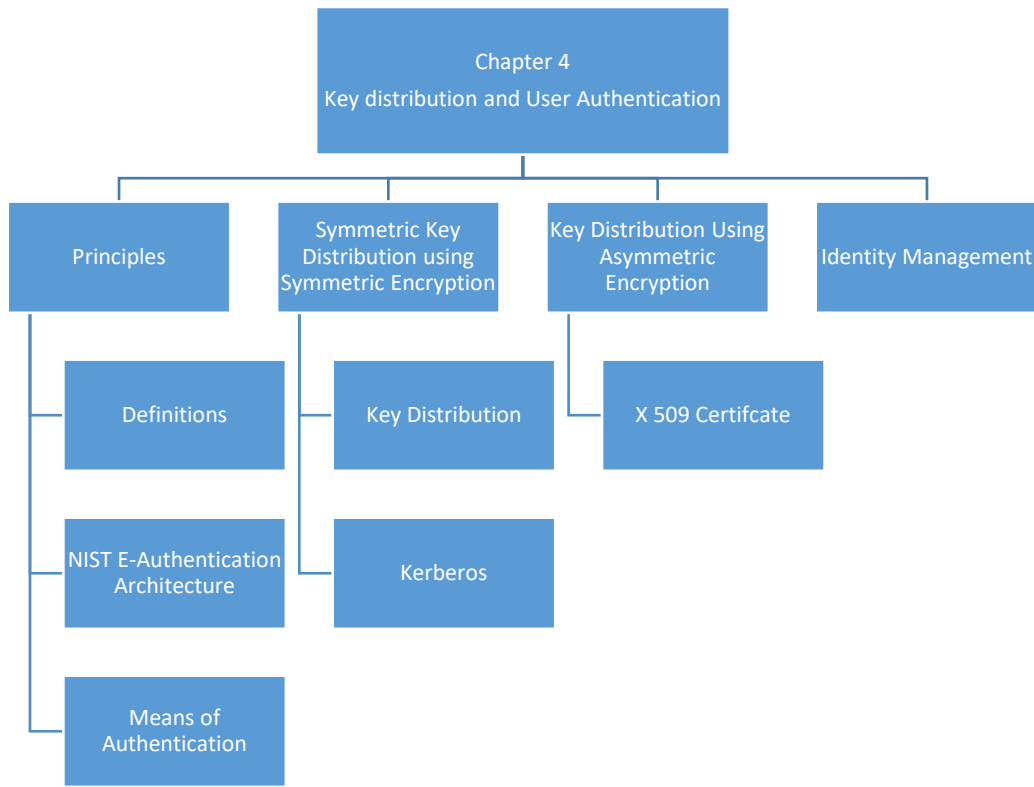 Chapter 4
Key distribution and User Authentication
Principles
Symmetric Key
Distribution using
Symmetric Encryption
Key Distribution Using
Asymmetric
Encryption
Identity Management
Definitions
Key Distribution
X 509 Certifcate
NIST E-Authentication
Architecture
Kerberos
Means of
Authentication